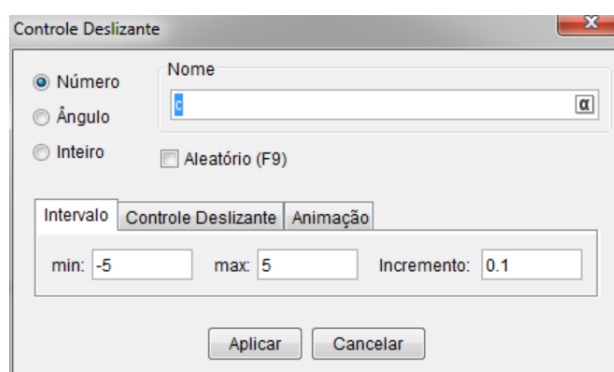 Controle Deslizante
Número
Ângulo
Inteiro
Nome
c
α
Aleatório (F9)
Intervalo Controle Deslizante Animação
min: -5 max: 5 Incremento: 0.1
Aplicar Cancelar